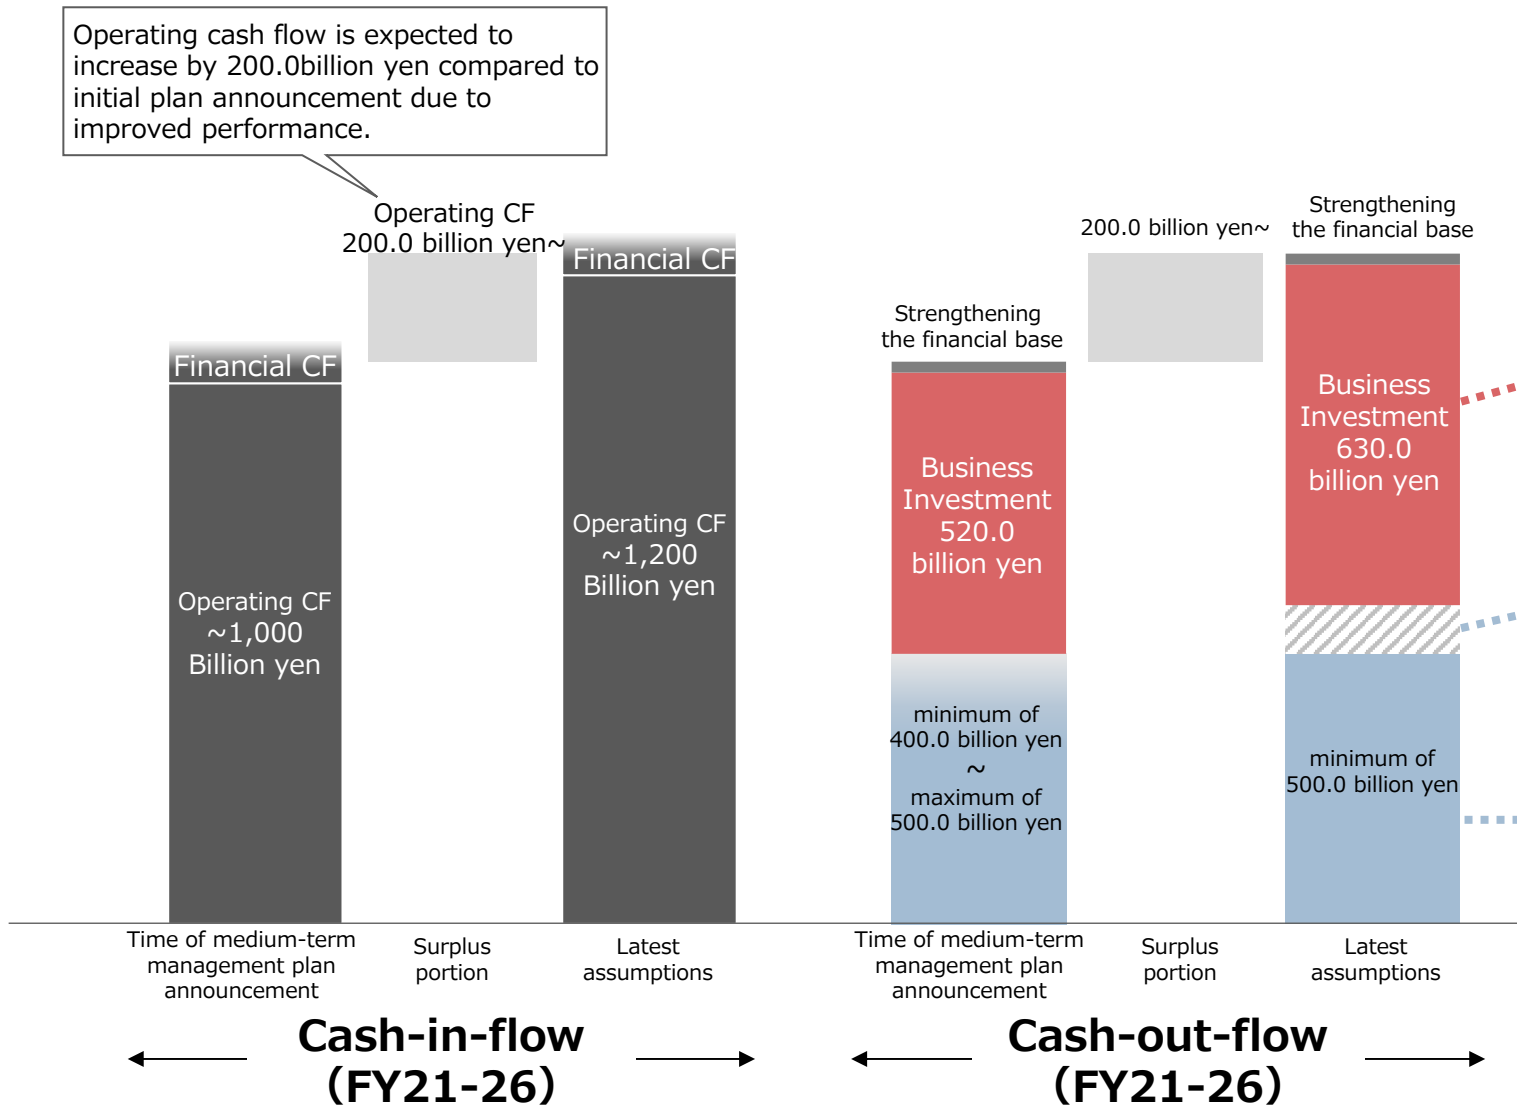 Operating cash flow is expected to
increase by 200.0billion yen compared to
initial plan announcement due to
improved performance.
Operating CF
200.0 billion yen~
Financial CF
Financial CF
Operating CF
~1,000
Billion yen
Operating CF
~1,200
Billion yen
Time of medium-term
management plan
announcement
Surplus
portion
Latest
assumptions
Cash-in-flow
(FY21-26)
Strengthening
the financial base
200.0 billion yen~
Strengthening
the financial base
Business
Investment
520.0
billion yen
Business
Investment
630.0
billion yen
minimum of
400.0 billion yen
~
maximum of
500.0 billion yen
minimum of
500.0 billion yen
Time of medium-term
management plan
announcement
Surplus
portion
Latest
assumptions
Cash-out-flow
(FY21-26)